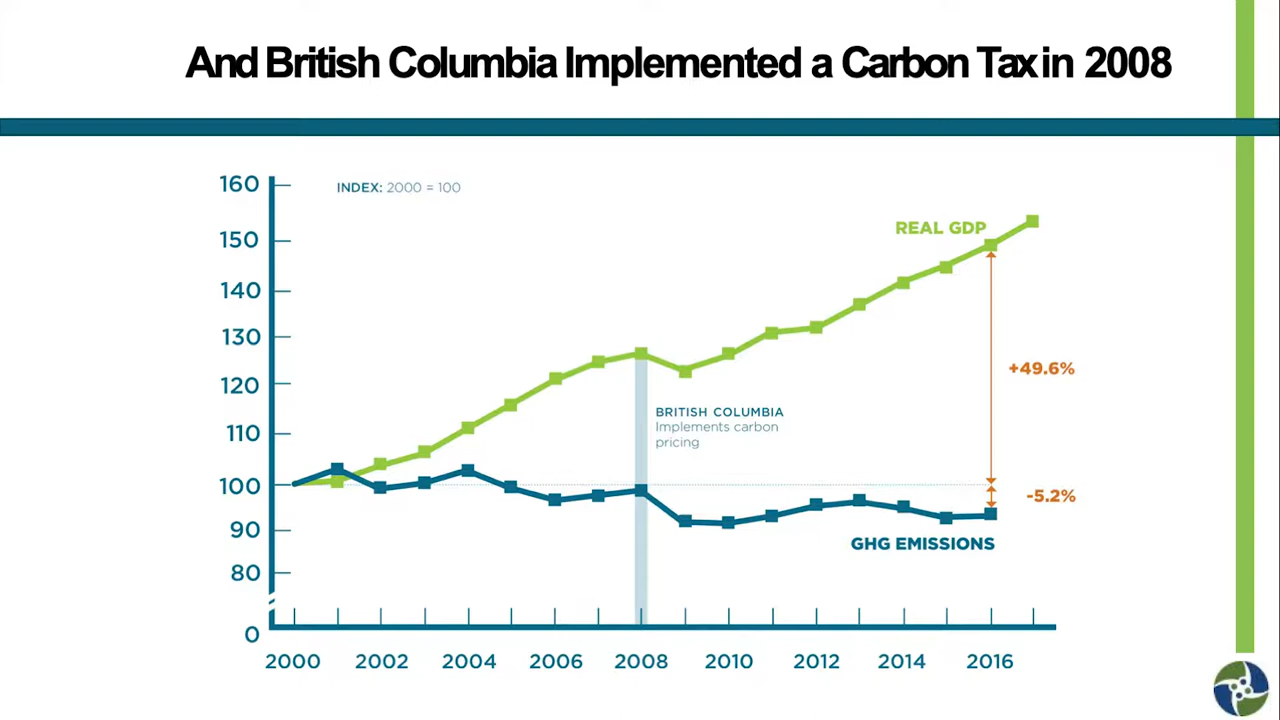 And British Columbia Implemented a Carbon Tax in 2008
160
INDEX: 2000 = 100
REAL GDP
150
140
130
+49.6%
120
BRITISH COLUMBIA
Implements carbon
pricing
110
100
-5.2%
90
GHG EMISSIONS
80
0
2000 2002 2004 2006 2008 2010 2012 2014 2016